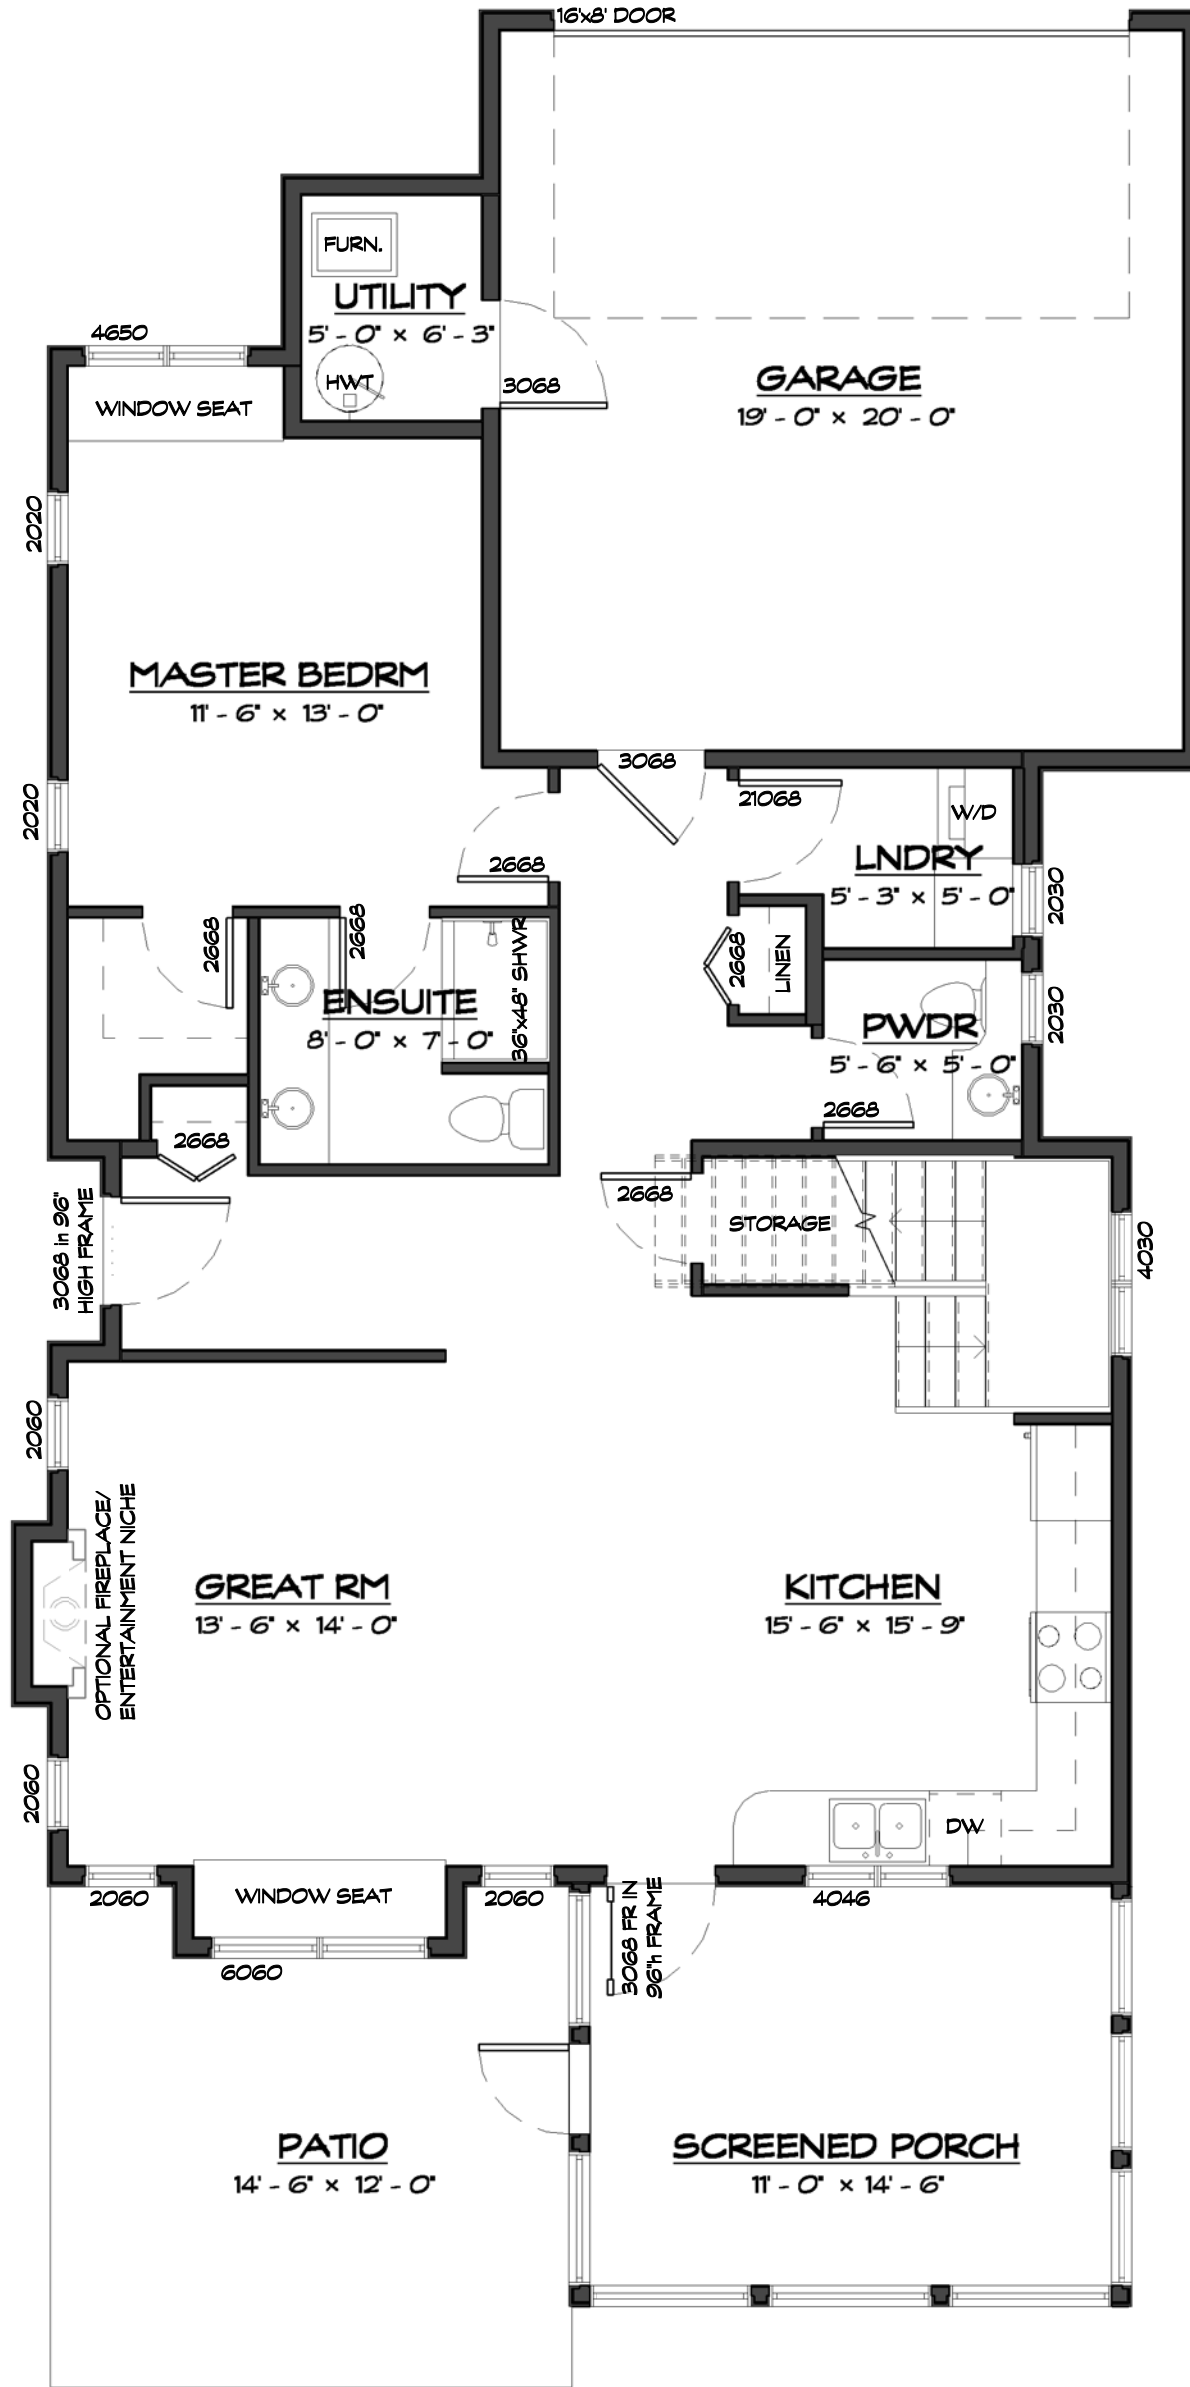 16'x8' DOOR
FURN.
UTILITY
5' - 0" x 6' - 3"
HWT
3068
4650
WINDOW SEAT
GARAGE
19' - 0" x 20' - 0"
2020
MASTER BEDRM
11' - 6" x 13' - 0"
2020
3068
21068
W/D
LNDRY
5' - 3" x 5' - 0"
2030
2668
2668
2668
36"x48" SHWR
ENSUITE
8' - 0" x 7' - 0"
2668
LINEN
PWDR
5' - 6" x 5' - 0"
2030
2668
2668
3068 in 96"
HIGH FRAME
2668
STORAGE
4030
2060
OPTIONAL FIREPLACE/
ENTERTAINMENT NICHE
GREAT RM
13' - 6" x 14' - 0"
KITCHEN
15' - 6" x 15' - 9"
2060
DW
2060
WINDOW SEAT
2060
6060
3068 FR IN
96"h FRAME
4046
PATIO
14' - 6" x 12' - 0"
SCREENED PORCH
11' - 0" x 14' - 6"